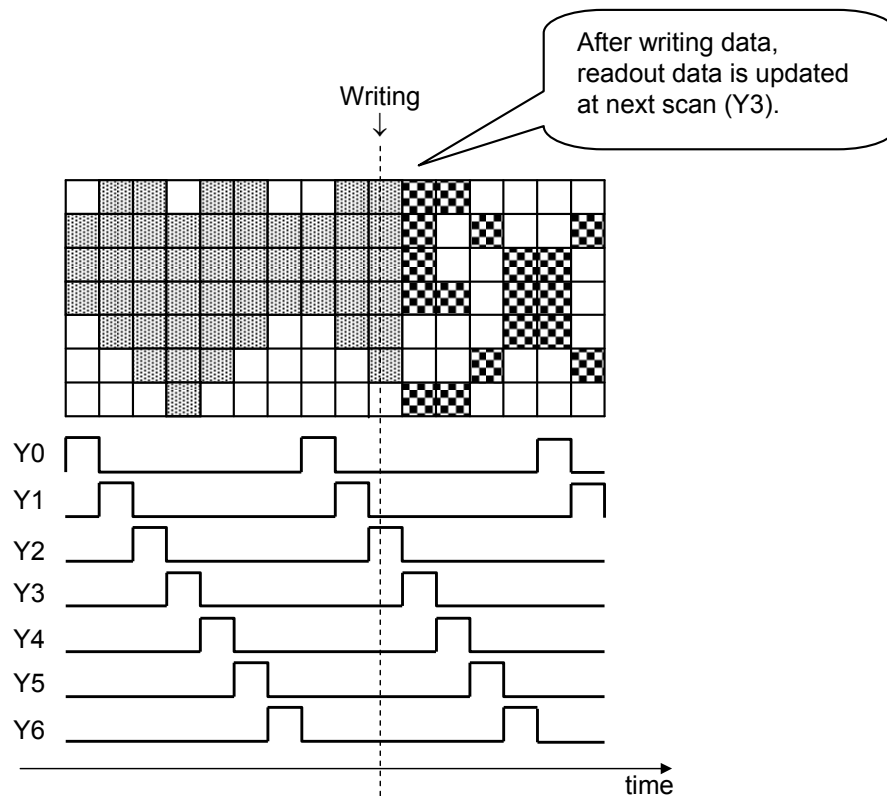 After writing data,
readout data is updated
at next scan (Y3).
Writing
↓
Y0
Y1
Y2
Y3
Y4
Y5
Y6
time